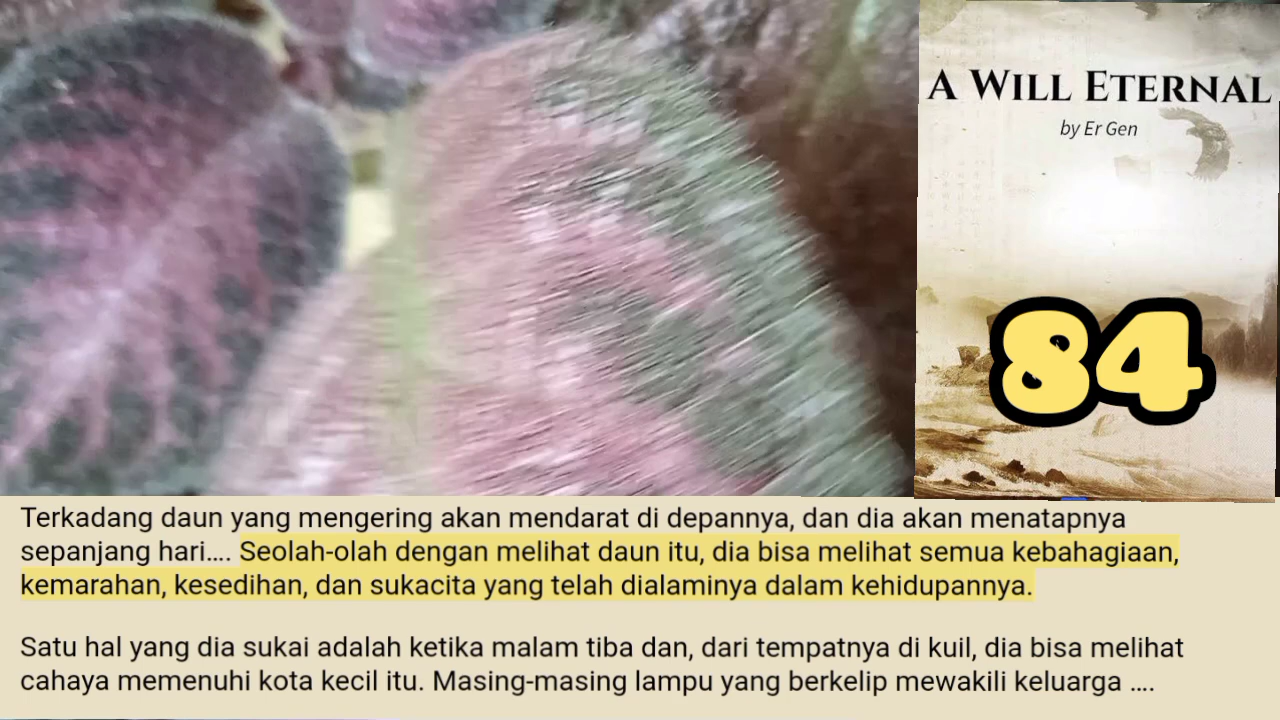 A WILL ETERNAL
by Er Gen
84
Terkadang daun yang mengering akan mendarat di depannya, dan dia akan menatapnya
sepanjang hari.... Seolah-olah dengan melihat daun itu, dia bisa melihat semua kebahagiaan,
kemarahan, kesedihan, dan sukacita yang telah dialaminya dalam kehidupannya.
Satu hal yang dia sukai adalah ketika malam tiba dan, dari tempatnya di kuil, dia bisa melihat
cahaya memenuhi kota kecil itu. Masing-masing lampu yang berkelip mewakili keluarga ....